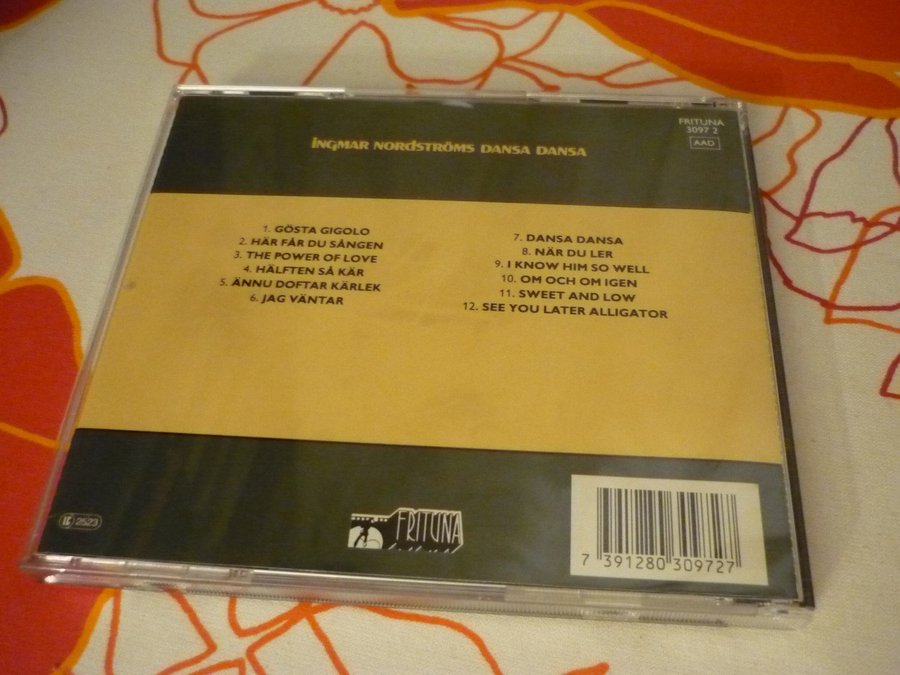 FRITUNA
3097 2
AAD
INGMAR NORDSTRÖMS DANSA DANSA
1. GÖSTA GIGOLO
2. HÄR FÅR DU SÅNGEN
3. THE POWER OF LOVE
4. HÄLFTEN SÅ KÄR
5. ÄNNU DOFTAR KÄRLEK
6. JAG VÄNTAR
7. DANSA DANSA
8. NÄR DU LER
9. I KNOW HIM SO WELL
10. OM OCH OM IGEN
11. SWEET AND LOW
12. SEE YOU LATER ALLIGATOR
2523
FRITUNA
7 391280 309727